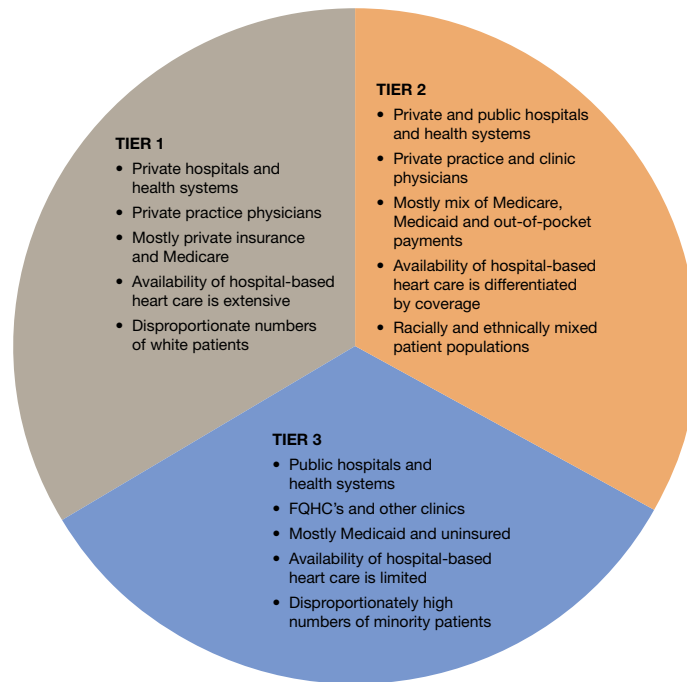 TIER 1
• Private hospitals and
health systems
• Private practice physicians
• Mostly private insurance
and Medicare
• Availability of hospital-based
heart care is extensive
• Disproportionate numbers
of white patients
TIER 2
• Private and public hospitals
and health systems
• Private practice and clinic
physicians
• Mostly mix of Medicare,
Medicaid and out-of-pocket
payments
• Availability of hospital-based
heart care is differentiated
by coverage
• Racially and ethnically mixed
patient populations
TIER 3
• Public hospitals and
health systems
• FQHC's and other clinics
• Mostly Medicaid and uninsured
• Availability of hospital-based
heart care is limited
• Disproportionately high
numbers of minority patients